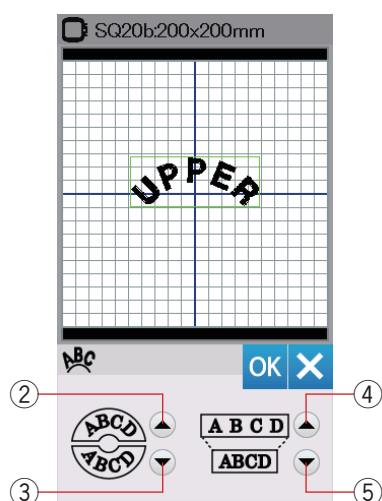 SQ20b:200x200mm
UPPER
ABC
OK
② ④
ABCD A B C D
ABCD ABCD
③ ⑤